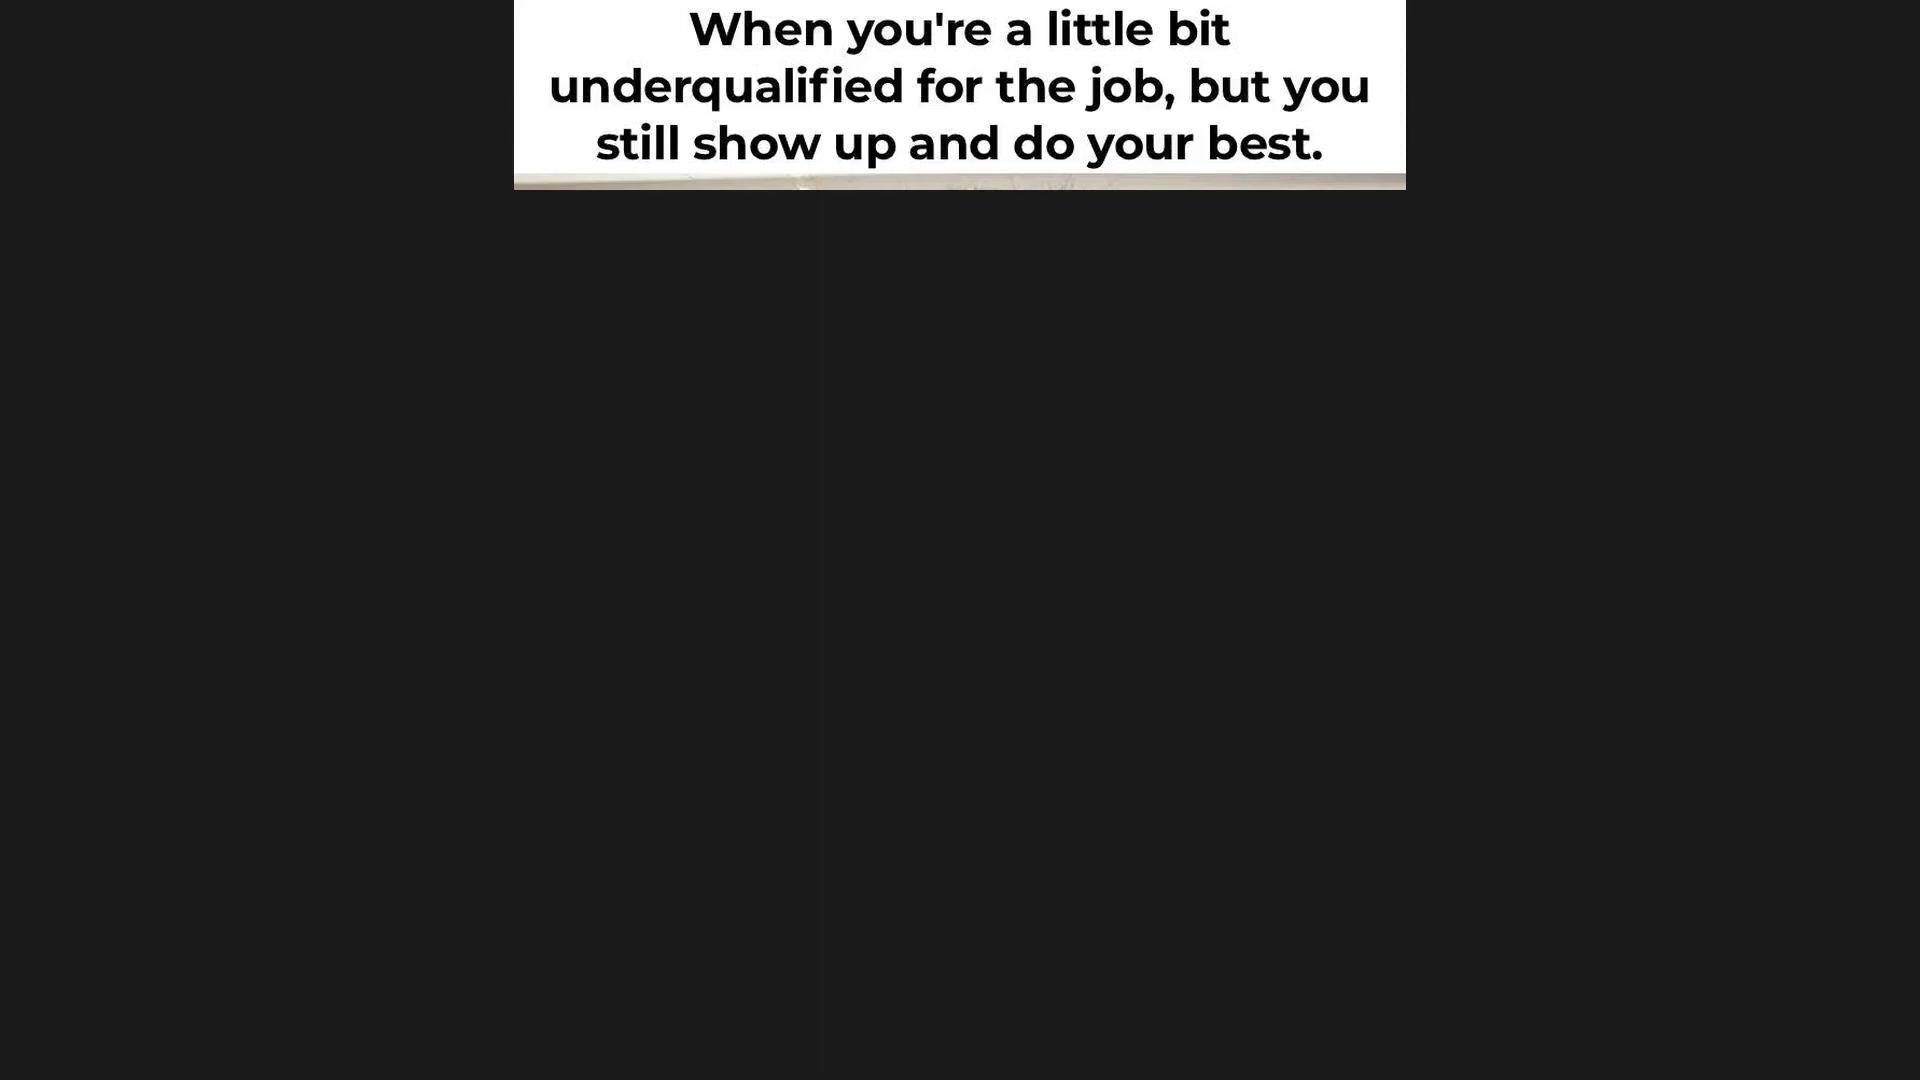 When you're a little bit
underqualified for the job, but you
still show up and do your best.